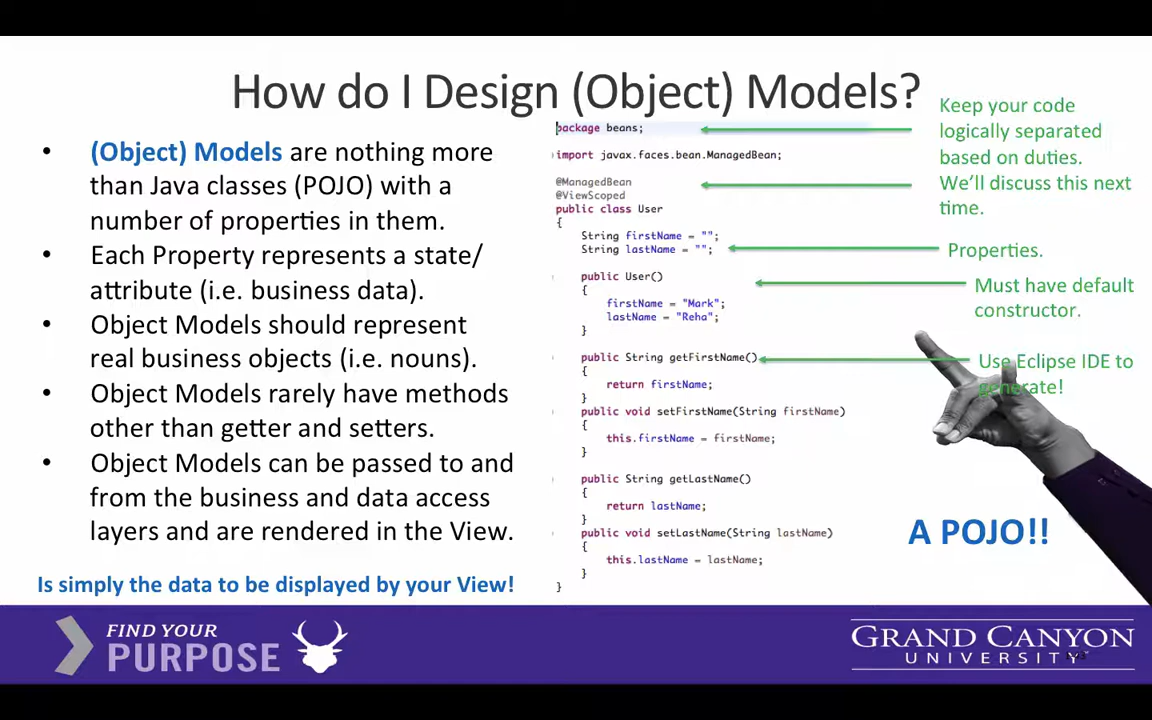 How do I Design (Object) Models?
• (Object) Models are nothing more
than Java classes (POJO) with a
number of properties in them.
• Each Property represents a state/
attribute (i.e. business data).
• Object Models should represent
real business objects (i.e. nouns).
• Object Models rarely have methods
other than getter and setters.
• Object Models can be passed to and
from the business and data access
layers and are rendered in the View.
Is simply the data to be displayed by your View!
package beans;
import javax.faces.bean.ManagedBean;
@ManagedBean
@ViewScoped
public class User
{
String firstName = "";
String lastName = "";
public User()
{
firstName = "Mark";
lastName = "Reha";
}
public String getFirstName()
{
return firstName;
}
public void setFirstName(String firstName)
{
this.firstName = firstName;
}
public String getLastName()
{
return lastName;
}
public void setLastName(String lastName)
{
this.lastName = lastName;
}
}
Keep your code
logically separated
based on duties.
We'll discuss this next
time.
Properties.
Must have default
constructor.
Use Eclipse IDE to
generate!
A POJO!!
FIND YOUR
PURPOSE
GRAND CANYON
UNIVERSITY